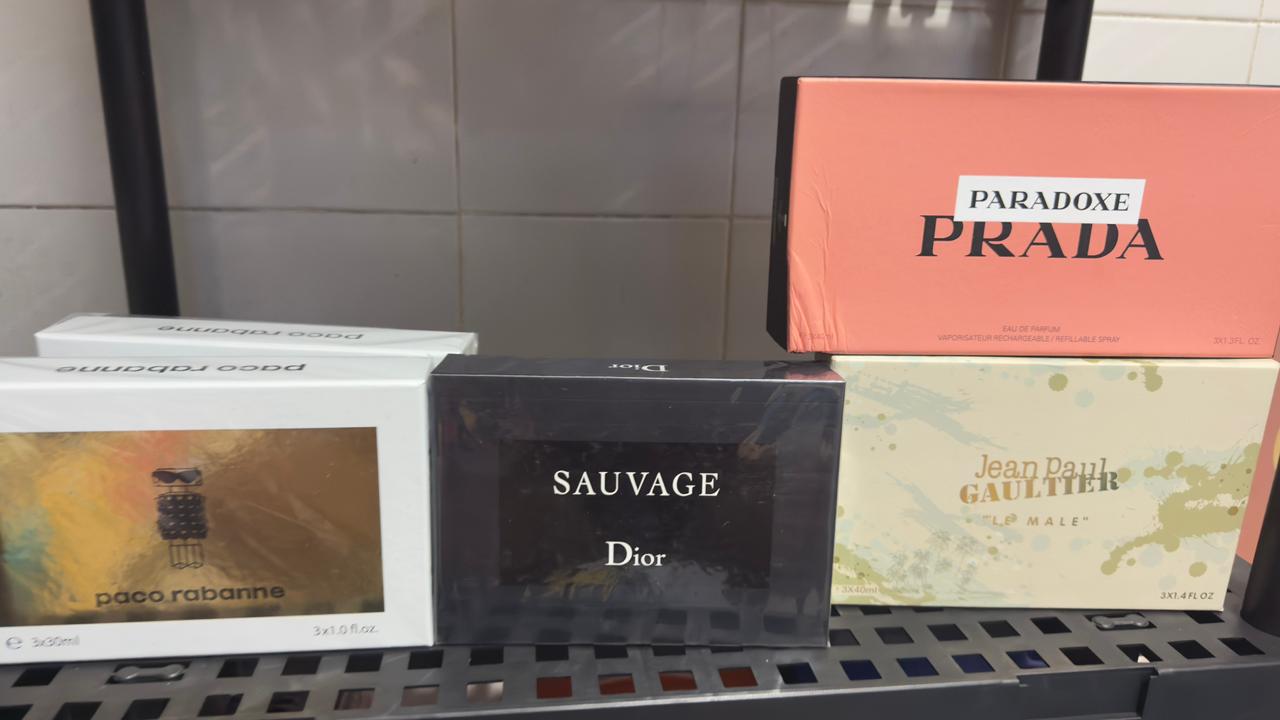 paco rabanne
paco rabanne
paco rabanne
℮ 3x30ml
3x1.0 fl.oz.
Dior
SAUVAGE
Dior
PARADOXE
PRADA
EAU DE PARFUM
VAPORISATEUR RECHARGEABLE / REFILLABLE SPRAY
3X1.3FL. OZ.
Jean Paul
GAULTIER
"LE MALE"
3X40ml
3X1.4 FL OZ